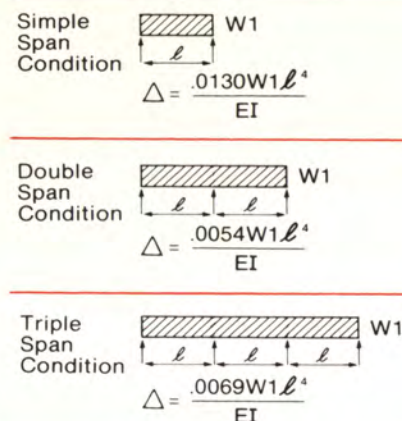 Simple
Span
Condition
W1
ℓ
Δ = .0130W1ℓ⁴
EI
Double
Span
Condition
W1
ℓ ℓ
Δ = .0054W1ℓ⁴
EI
Triple
Span
Condition
W1
ℓ ℓ ℓ
Δ = .0069W1ℓ⁴
EI